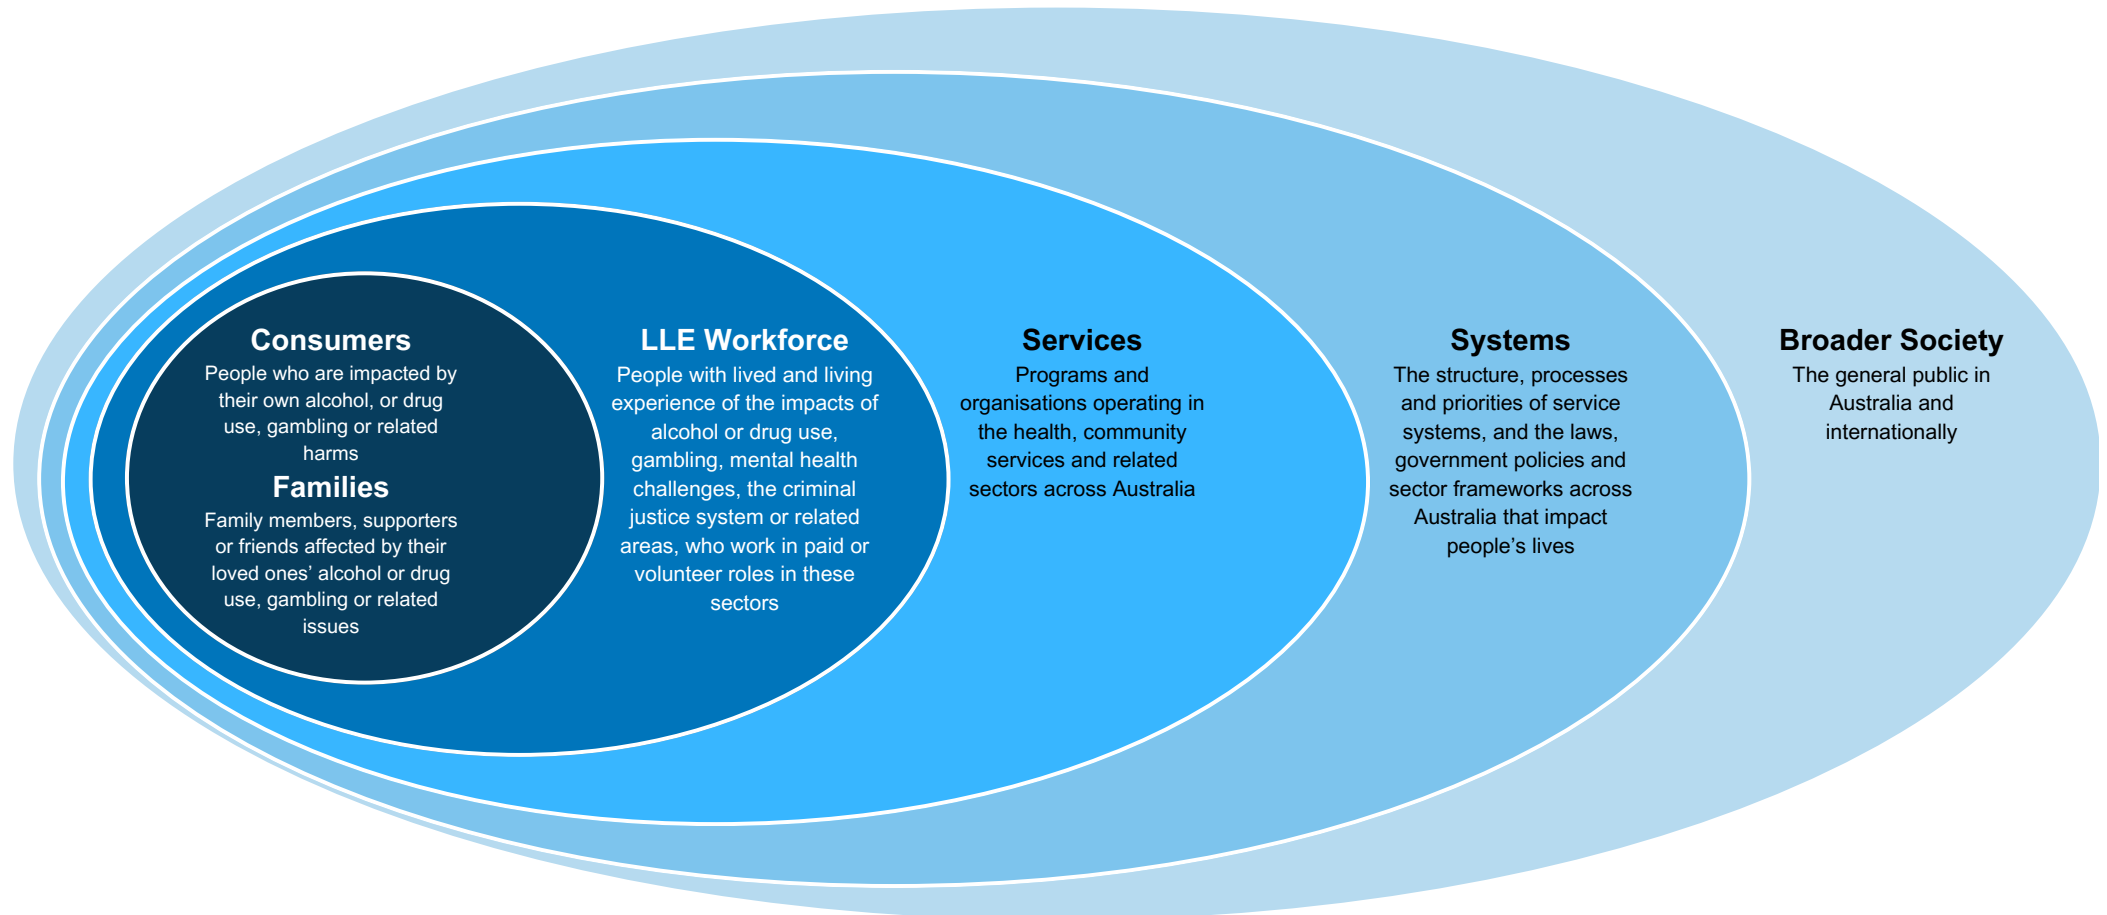 Consumers
People who are impacted by
their own alcohol, or drug
use, gambling or related
harms
Families
Family members, supporters
or friends affected by their
loved ones’ alcohol or drug
use, gambling or related
issues
LLE Workforce
People with lived and living
experience of the impacts of
alcohol or drug use,
gambling, mental health
challenges, the criminal
justice system or related
areas, who work in paid or
volunteer roles in these
sectors
Services
Programs and
organisations operating in
the health, community
services and related
sectors across Australia
Systems
The structure, processes
and priorities of service
systems, and the laws,
government policies and
sector frameworks across
Australia that impact
people’s lives
Broader Society
The general public in
Australia and
internationally